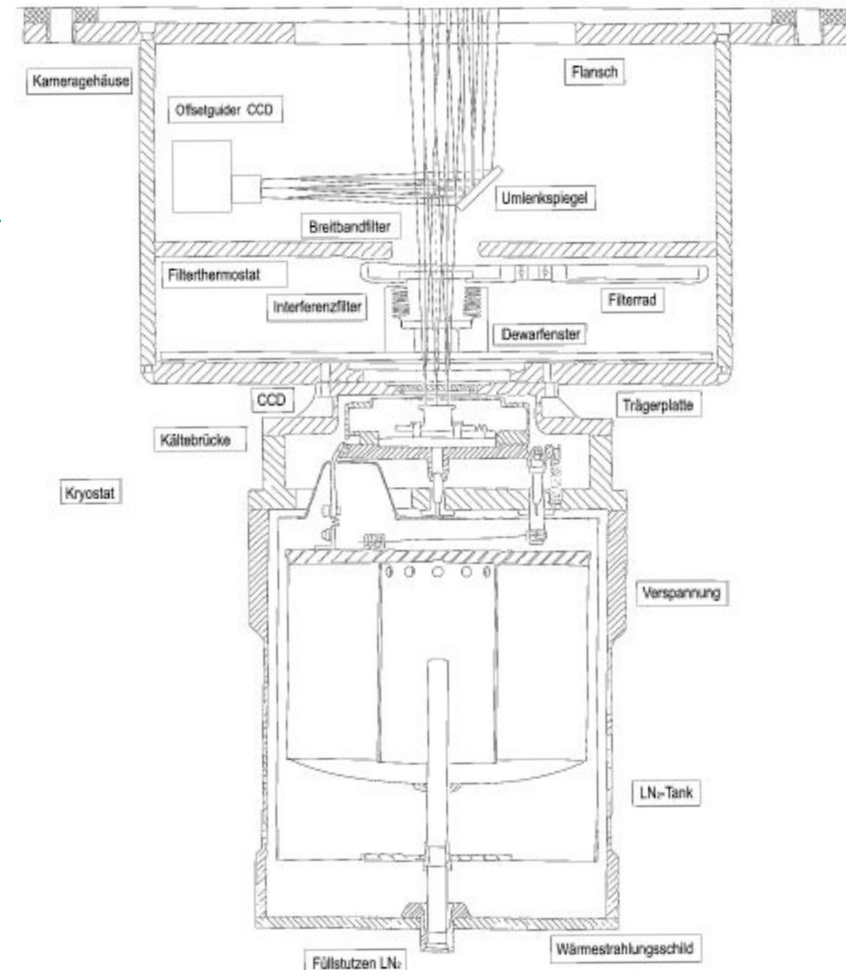 Kameragehäuse
Flansch
Offsetguider CCD
Umlenkspiegel
Breitbandfilter
Filterthermostat
Interferenzfilter
Filterrad
Dewarfenster
CCD
Trägerplatte
Kältebrücke
Kryostat
Verspannung
LN₂-Tank
Wärmestrahlungsschild
Füllstutzen LN₂